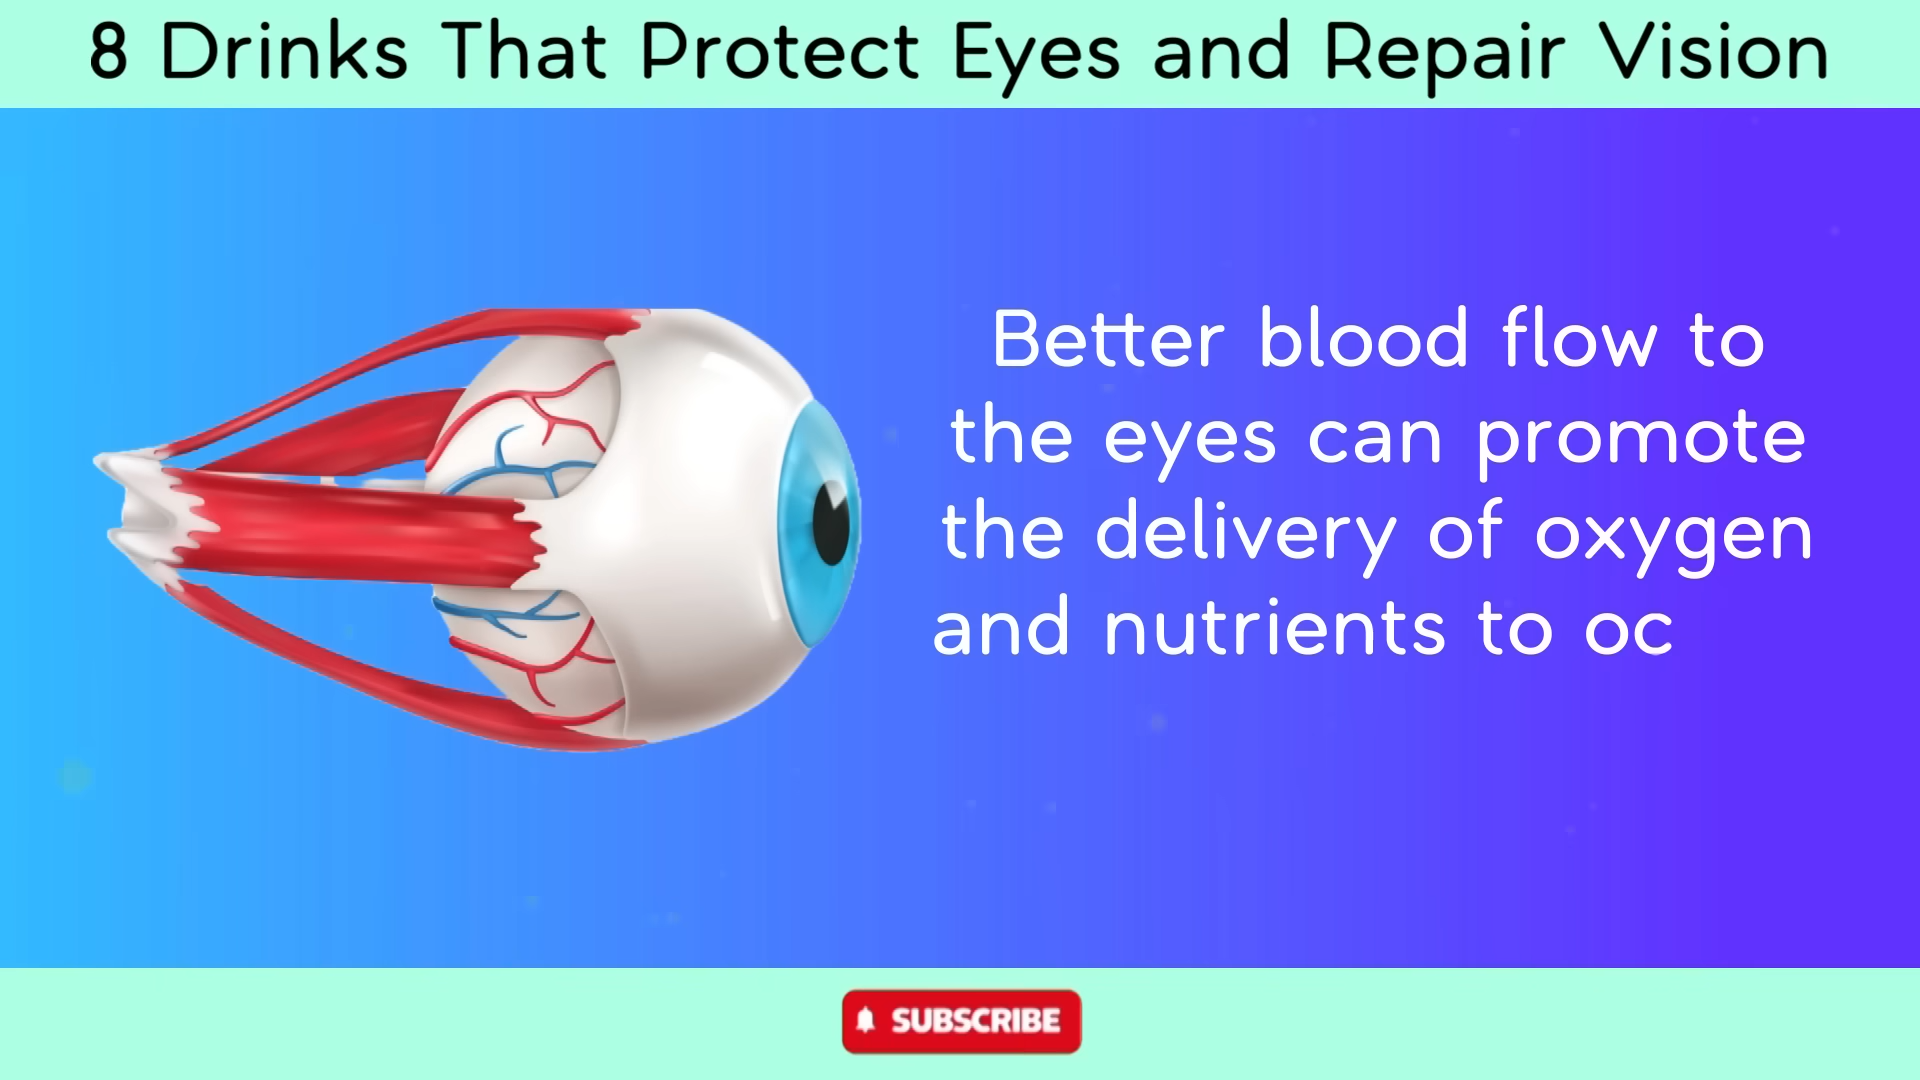 8 Drinks That Protect Eyes and Repair Vision
Better blood flow to
the eyes can promote
the delivery of oxygen
and nutrients to oc
SUBSCRIBE